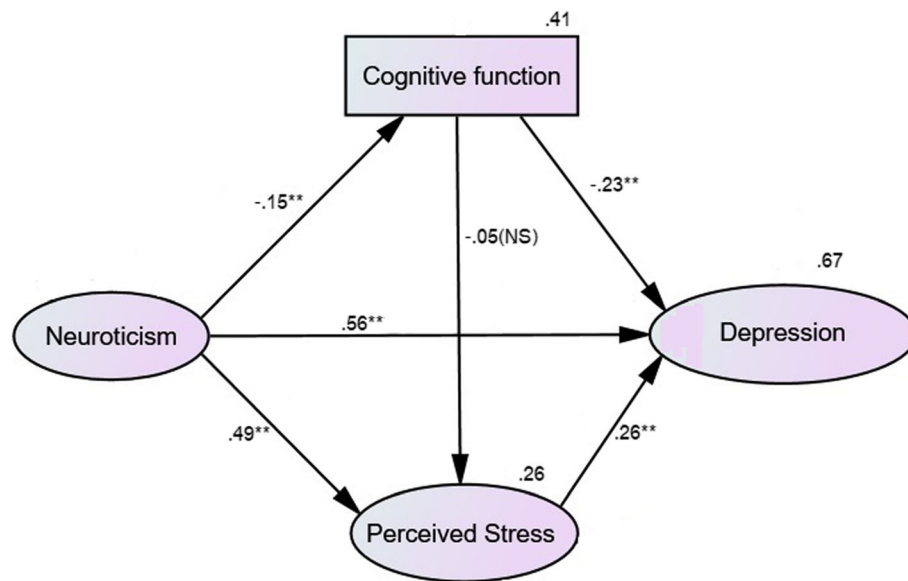 .41
Cognitive function
-.15**
-.23**
-.05(NS)
.67
Neuroticism
.56**
Depression
.49**
.26**
.26
Perceived Stress